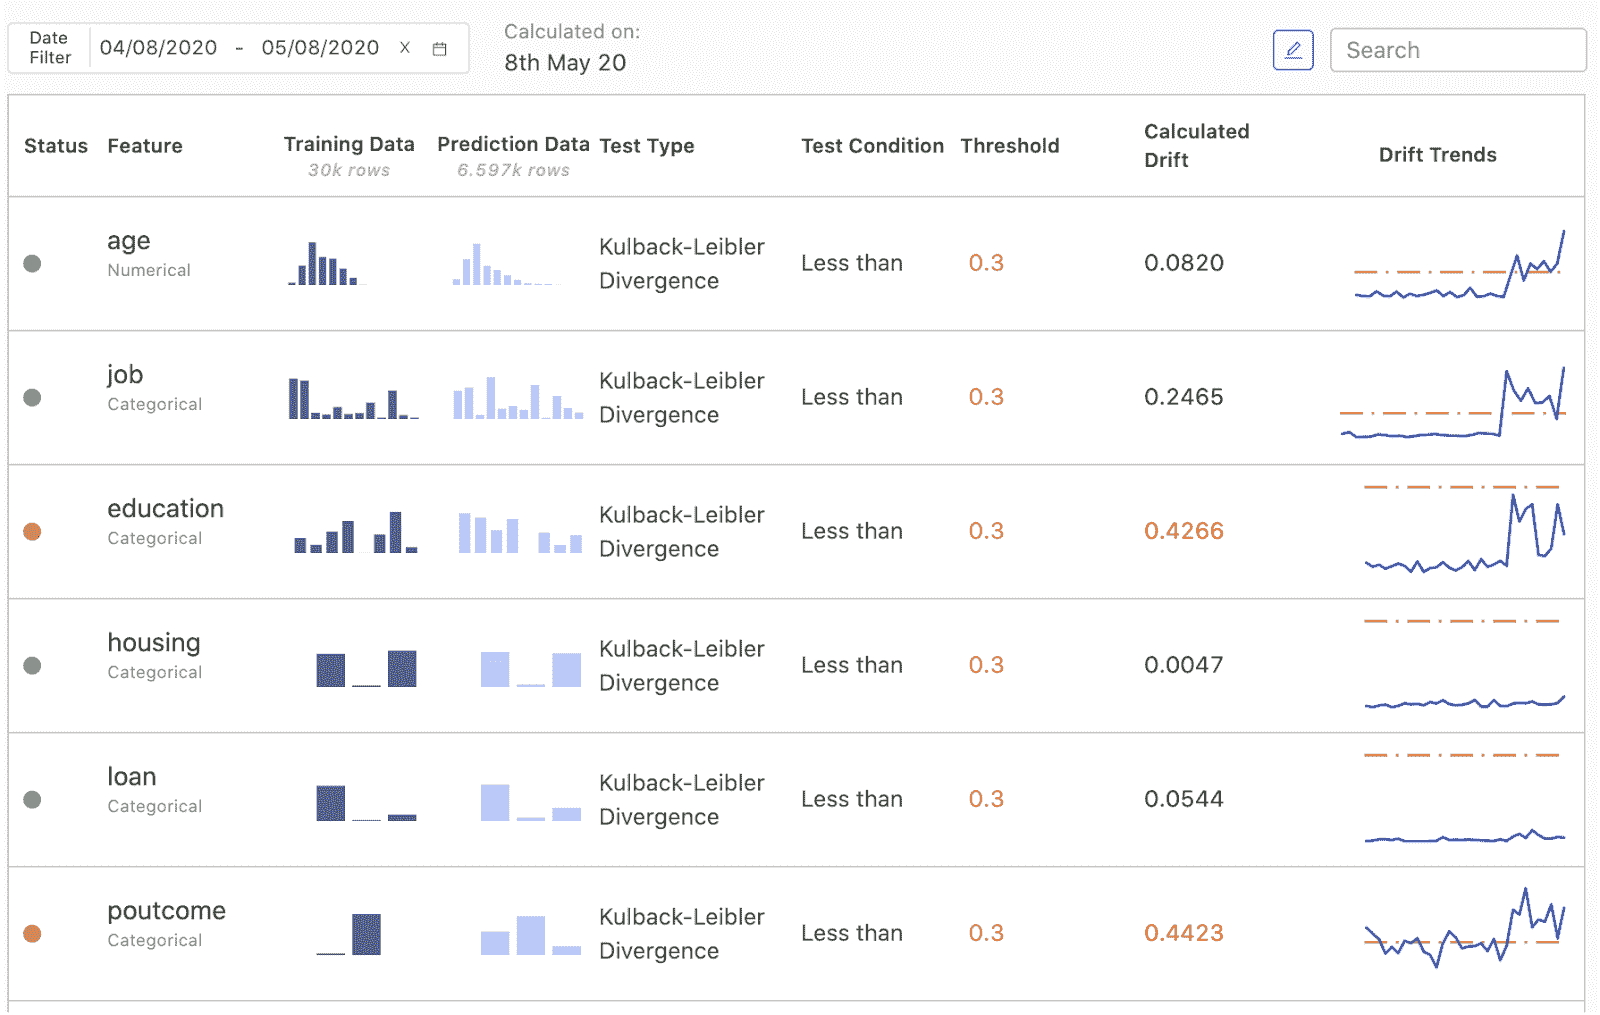 Date
Filter
04/08/2020 - 05/08/2020 X
Calculated on:
8th May 20
Search
Status Feature Training Data Prediction Data Test Type Test Condition Threshold Calculated Drift Drift Trends
30k rows 6.597k rows
age
Numerical
Kulback-Leibler
Divergence
Less than
0.3
0.0820
job
Categorical
Kulback-Leibler
Divergence
Less than
0.3
0.2465
education
Categorical
Kulback-Leibler
Divergence
Less than
0.3
0.4266
housing
Categorical
Kulback-Leibler
Divergence
Less than
0.3
0.0047
loan
Categorical
Kulback-Leibler
Divergence
Less than
0.3
0.0544
poutcome
Categorical
Kulback-Leibler
Divergence
Less than
0.3
0.4423